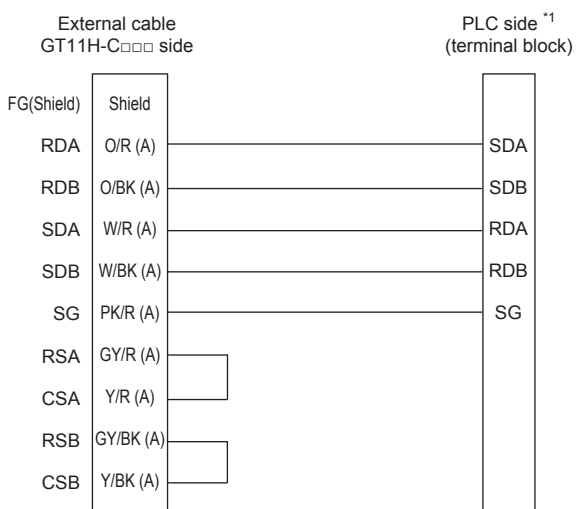 External cable
GT11H-C□□□ side
PLC side *1
(terminal block)
FG(Shield) Shield
RDA O/R (A) SDA
RDB O/BK (A) SDB
SDA W/R (A) RDA
SDB W/BK (A) RDB
SG PK/R (A) SG
RSA GY/R (A)
CSA Y/R (A)
RSB GY/BK (A)
CSB Y/BK (A)